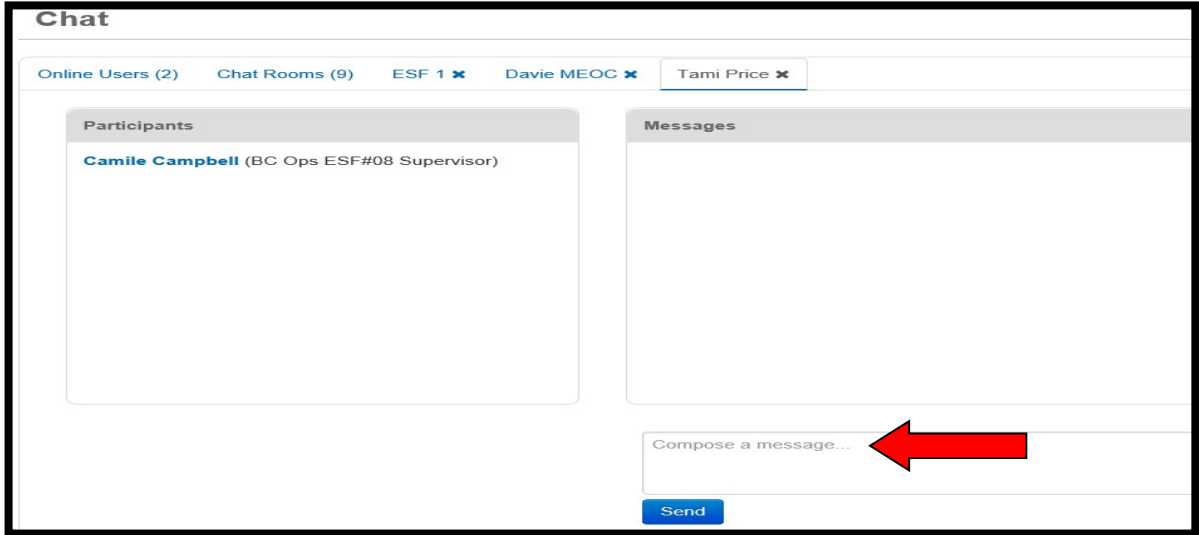 Chat
Online Users (2) Chat Rooms (9) ESF 1 ✖ Davie MEOC ✖ Tami Price ✖
Participants
Camile Campbell (BC Ops ESF#08 Supervisor)
Messages
Compose a message...
Send